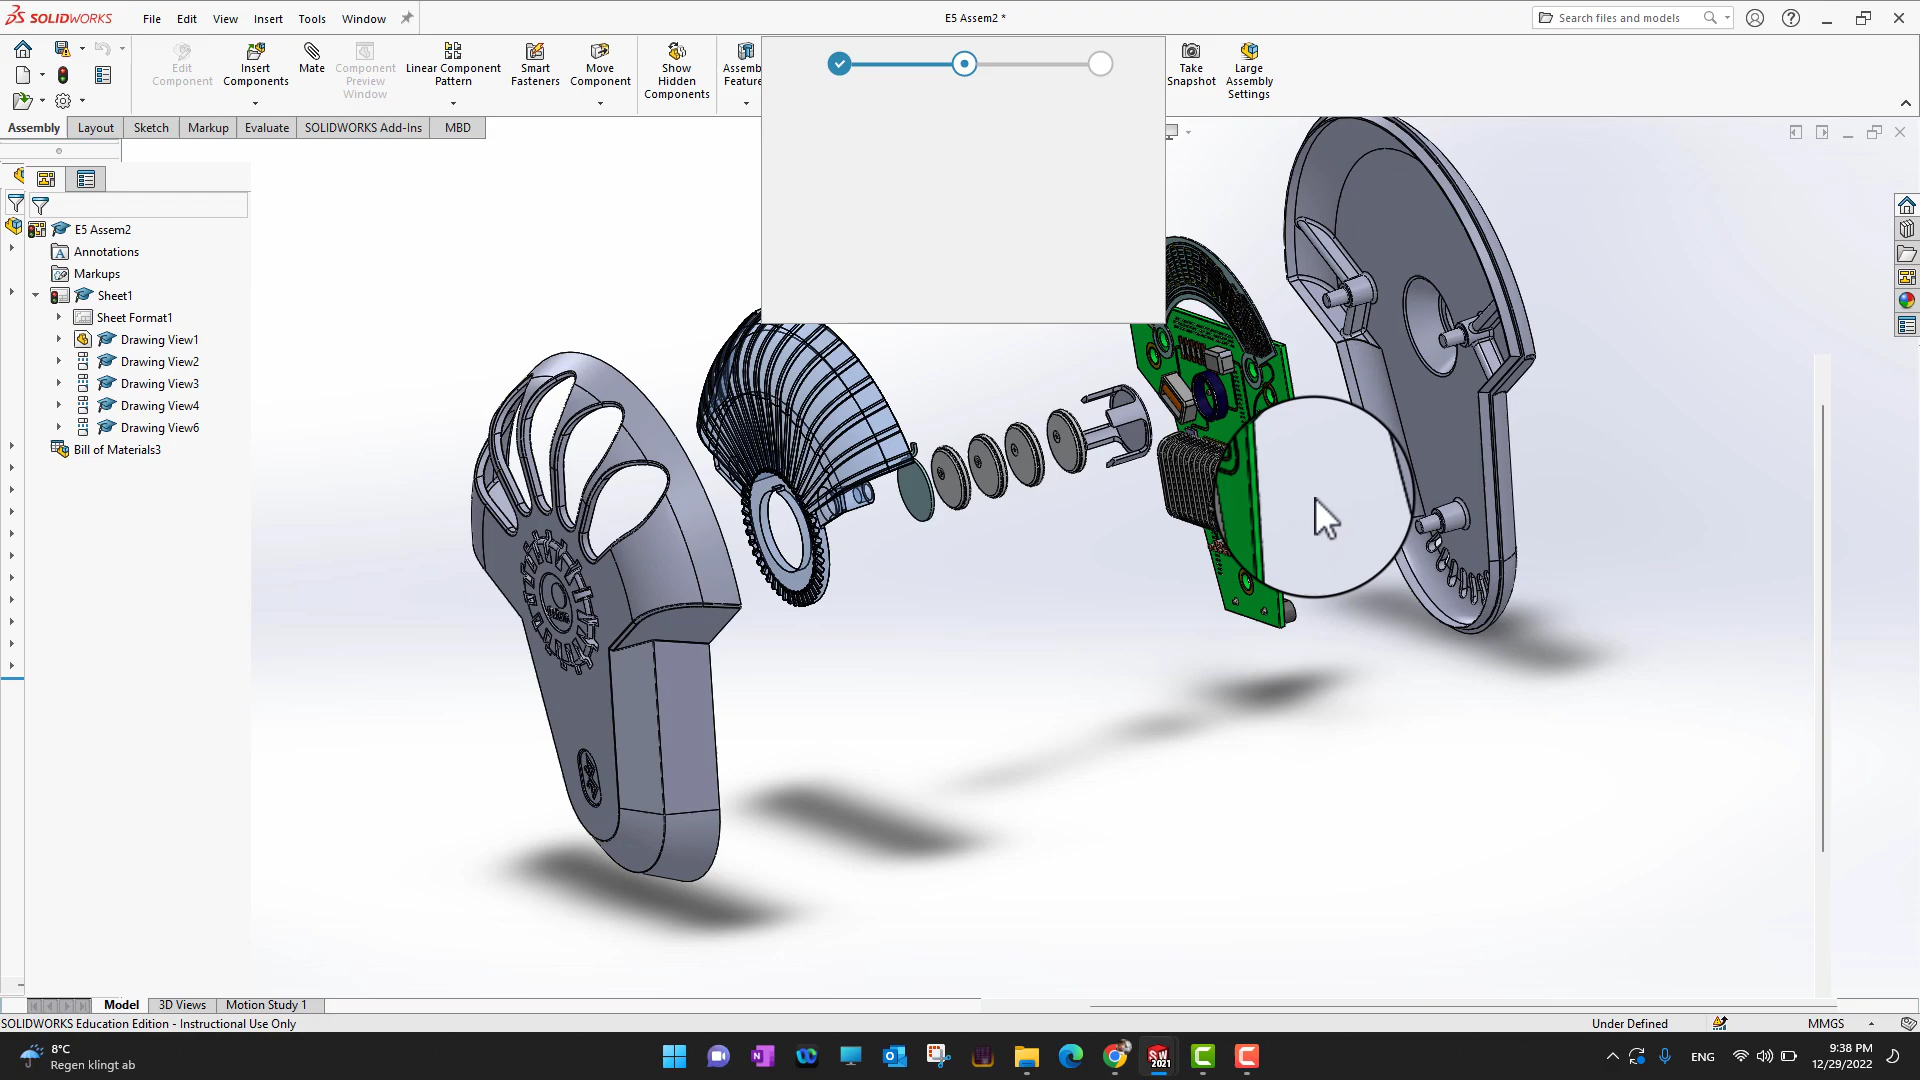 SOLIDWORKS File Edit View Insert Tools Window E5 Assem2 * Search files and models
Edit Component
Insert Components
Mate
Component Preview Window
Linear Component Pattern
Smart Fasteners
Move Component
Show Hidden Components
Assemb Feature
Take Snapshot
Large Assembly Settings
Assembly Layout Sketch Markup Evaluate SOLIDWORKS Add-Ins MBD
E5 Assem2
Annotations
Markups
Sheet1
Sheet Format1
Drawing View1
Drawing View2
Drawing View3
Drawing View4
Drawing View6
Bill of Materials3
Model 3D Views Motion Study 1
SOLIDWORKS Education Edition - Instructional Use Only Under Defined MMGS
8°C
Regen klingt ab
SW 2021
ENG
9:38 PM
12/29/2022